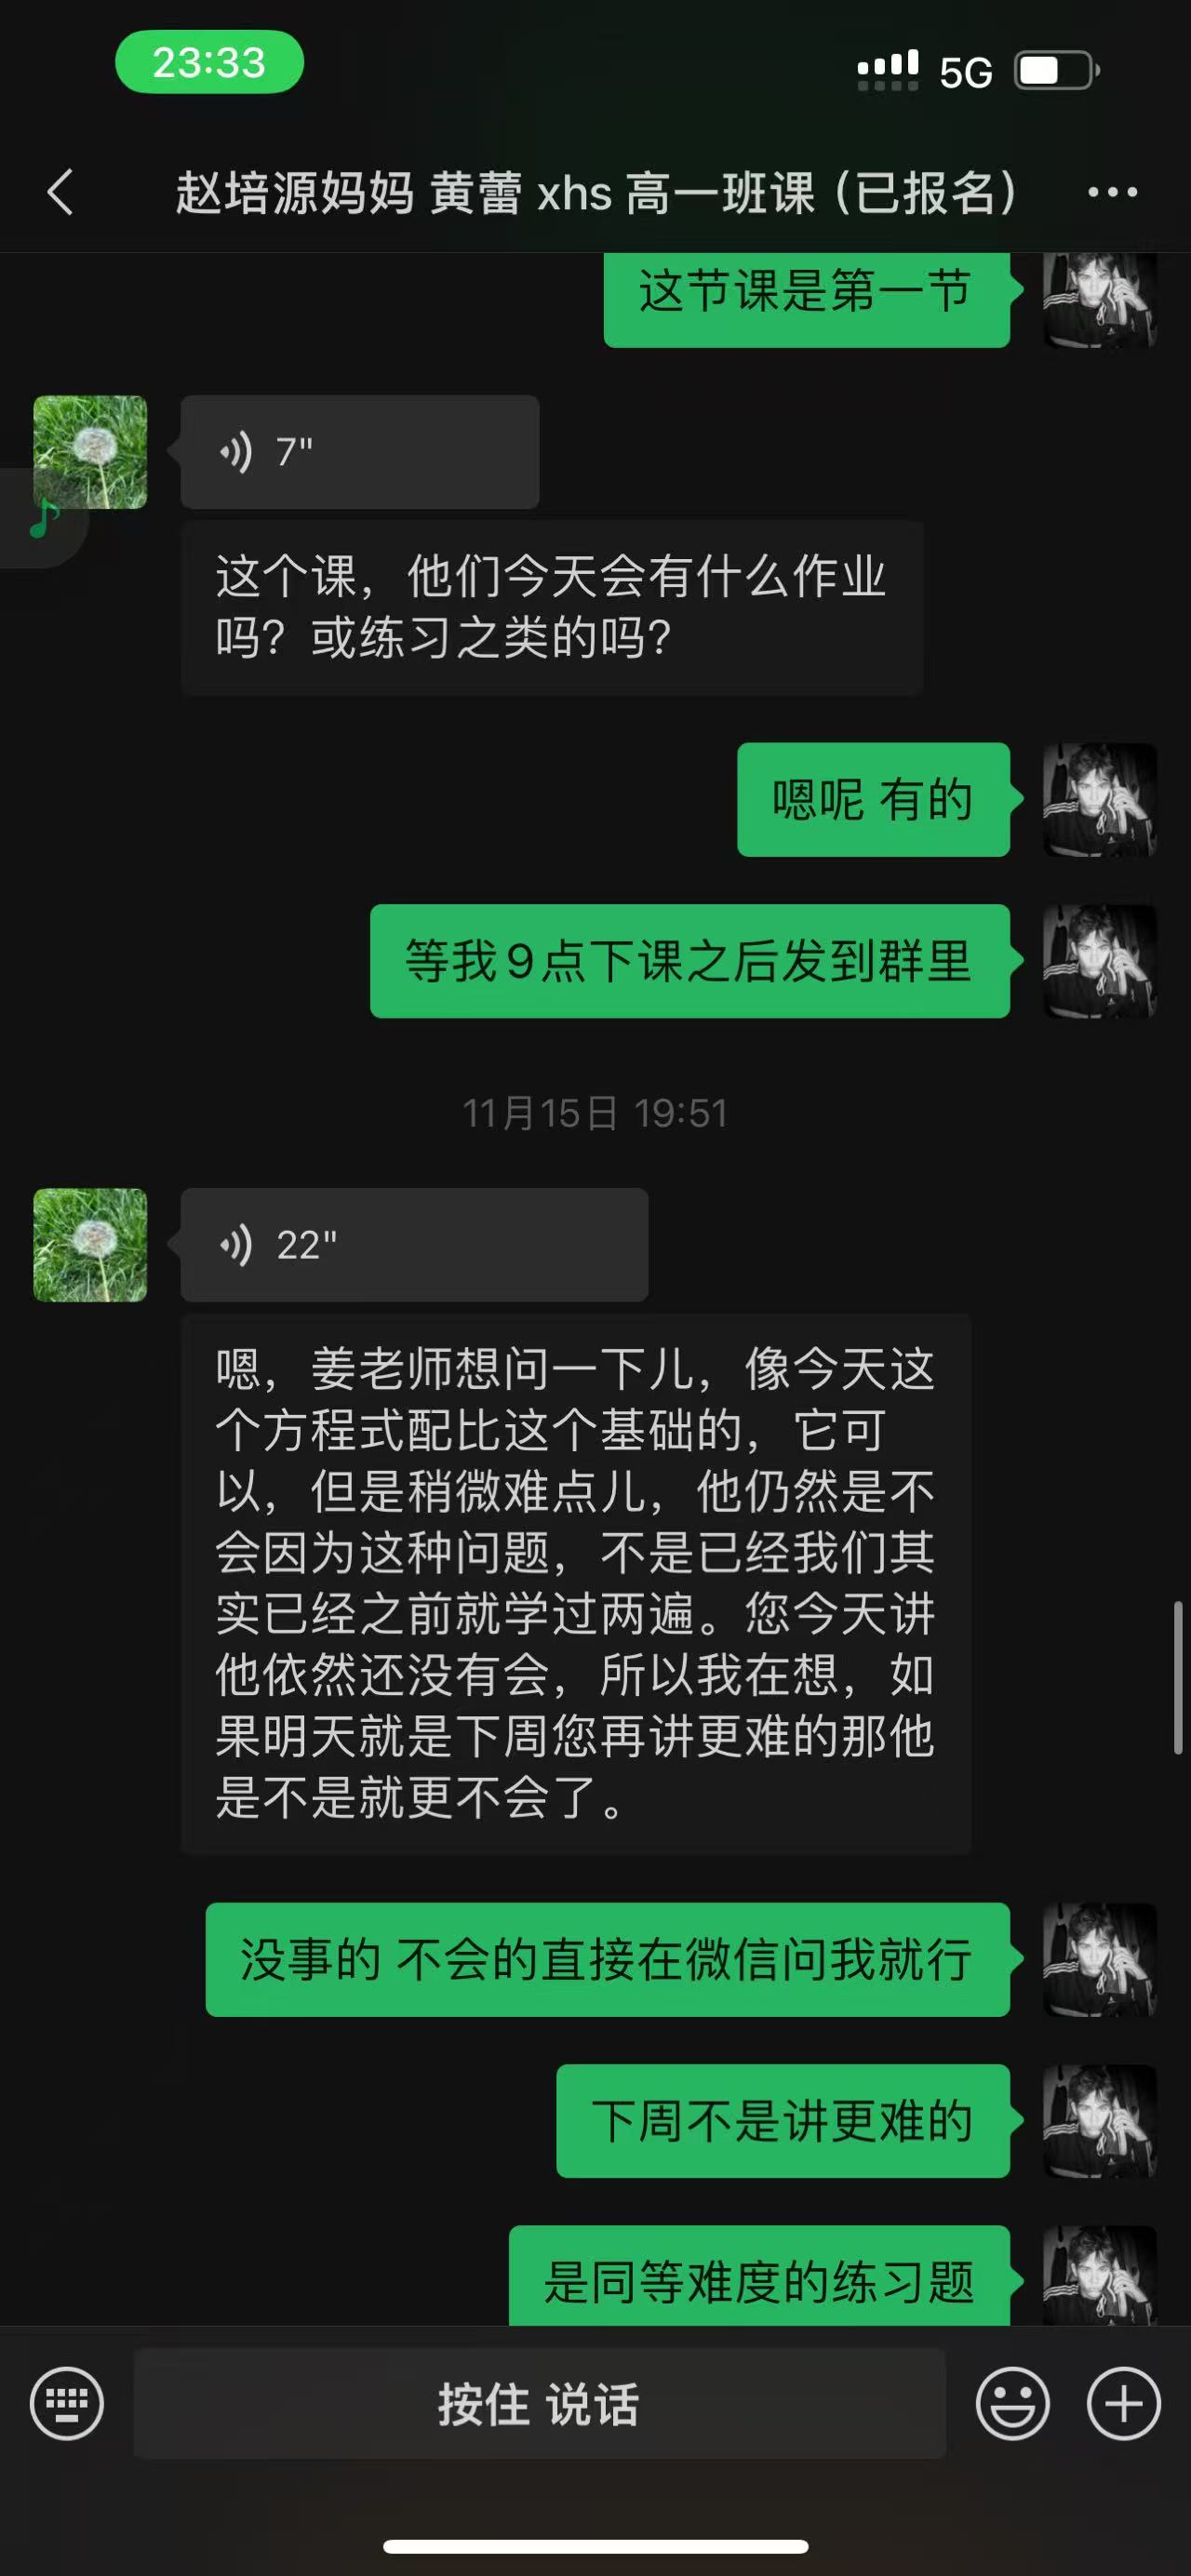 23:33
5G
赵培源妈妈 黄蕾 xhs 高一班课（已报名）
这节课是第一节
7"
这个课，他们今天会有什么作业
吗？或练习之类的吗？
嗯呢 有的
等我9点下课之后发到群里
11月15日 19:51
22"
嗯，姜老师想问一下儿，像今天这
个方程式配比这个基础的，它可
以，但是稍微难点儿，他仍然是不
会因为这种问题，不是已经我们其
实已经之前就学过两遍。您今天讲
他依然还没有会，所以我在想，如
果明天就是下周您再讲更难的那他
是不是就更不会了。
没事的 不会的直接在微信问我就行
下周不是讲更难的
是同等难度的练习题
按住 说话